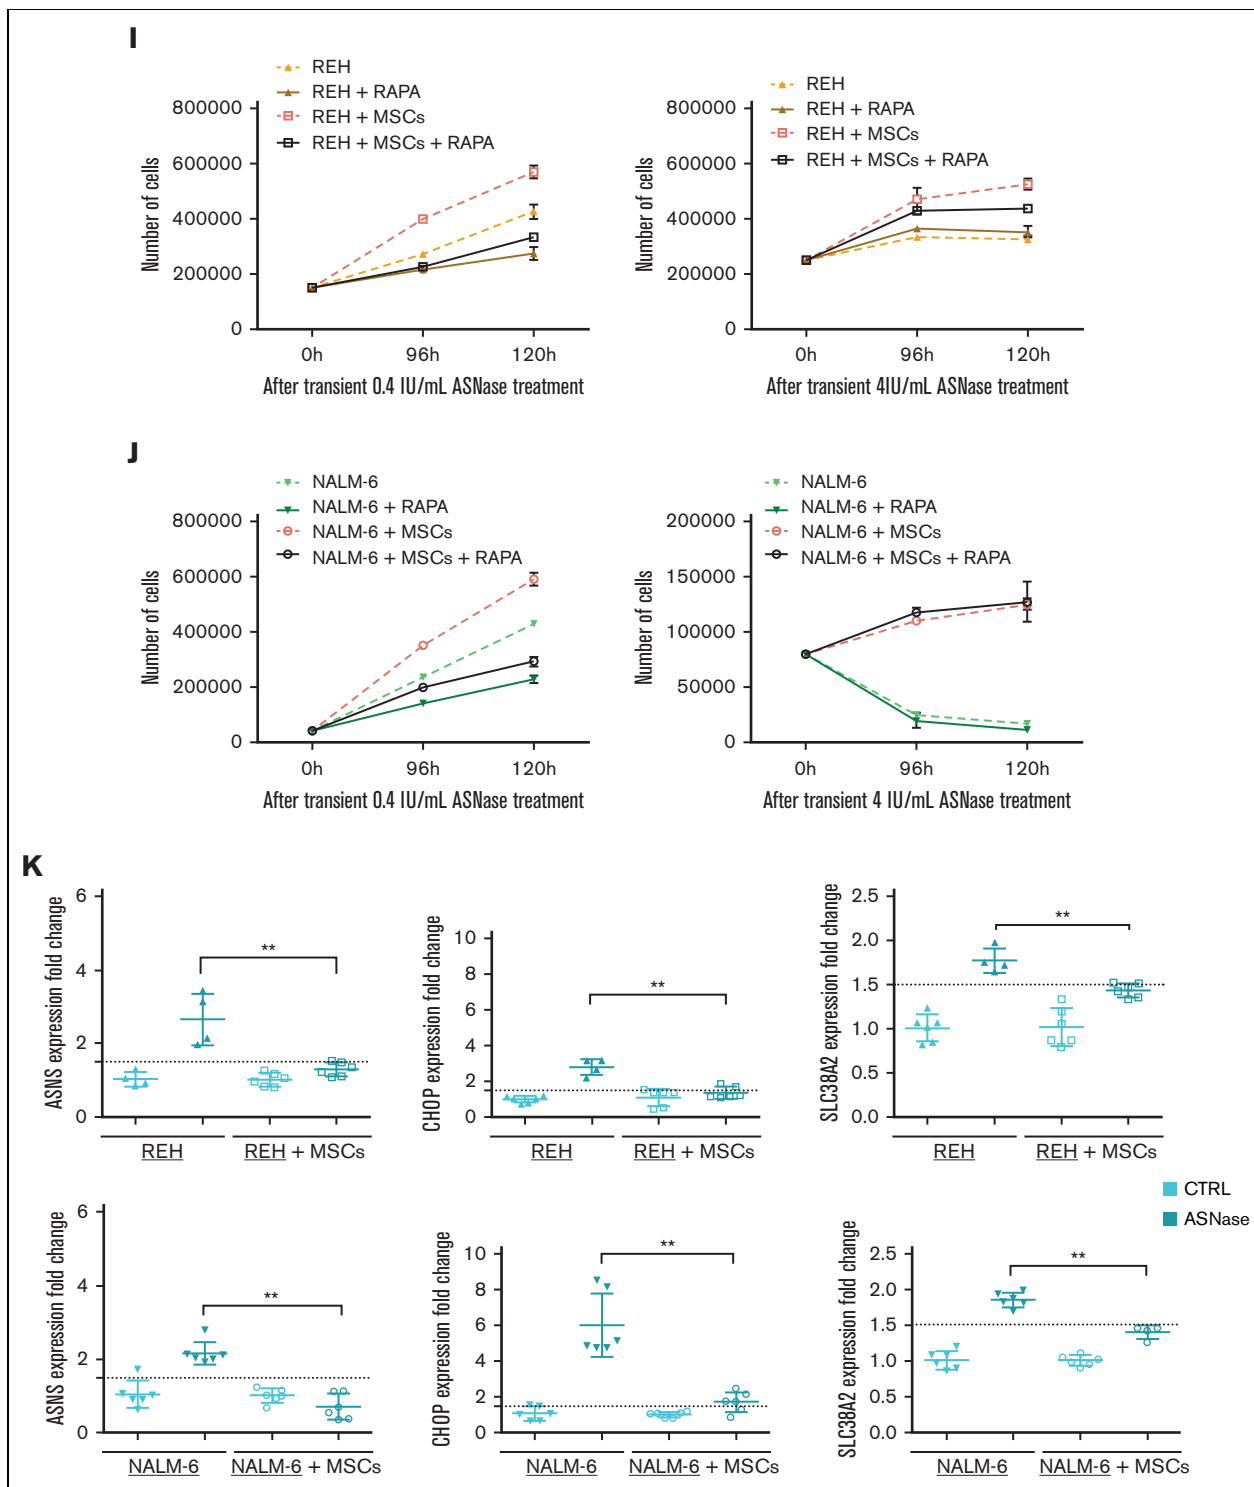 I
REH
REH + RAPA
REH + MSCs
REH + MSCs + RAPA
Number of cells
800000
600000
400000
200000
0
0h 96h 120h
After transient 0.4 IU/mL ASNase treatment
REH
REH + RAPA
REH + MSCs
REH + MSCs + RAPA
Number of cells
800000
600000
400000
200000
0
0h 96h 120h
After transient 4IU/mL ASNase treatment
J
NALM-6
NALM-6 + RAPA
NALM-6 + MSCs
NALM-6 + MSCs + RAPA
Number of cells
800000
600000
400000
200000
0
0h 96h 120h
After transient 0.4 IU/mL ASNase treatment
NALM-6
NALM-6 + RAPA
NALM-6 + MSCs
NALM-6 + MSCs + RAPA
Number of cells
200000
150000
100000
50000
0
0h 96h 120h
After transient 4 IU/mL ASNase treatment
K
ASNS expression fold change
6
4
2
0
**
REH REH + MSCs
CHOP expression fold change
10
8
6
4
2
0
**
REH REH + MSCs
SLC38A2 expression fold change
2.5
2.0
1.5
1.0
0.5
0.0
**
REH REH + MSCs
CTRL
ASNase
ASNS expression fold change
6
4
2
0
**
NALM-6 NALM-6 + MSCs
CHOP expression fold change
10
8
6
4
2
0
**
NALM-6 NALM-6 + MSCs
SLC38A2 expression fold change
2.5
2.0
1.5
1.0
0.5
0.0
**
NALM-6 NALM-6 + MSCs